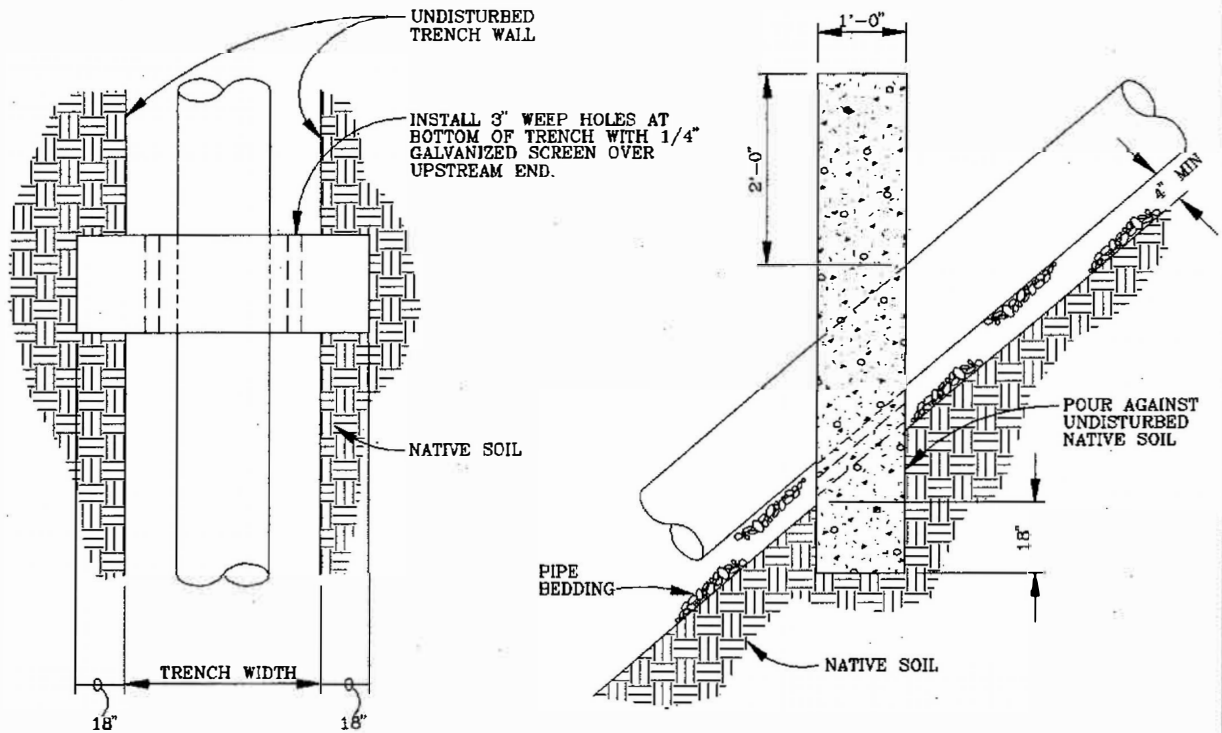 UNDISTURBED
TRENCH WALL
INSTALL 3" WEEP HOLES AT
BOTTOM OF TRENCH WITH 1/4"
GALVANIZED SCREEN OVER
UPSTREAM END.
NATIVE SOIL
TRENCH WIDTH
18"
18"
1'-0"
2'-0"
4" MIN
POUR AGAINST
UNDISTURBED
NATIVE SOIL
18"
PIPE
BEDDING
NATIVE SOIL